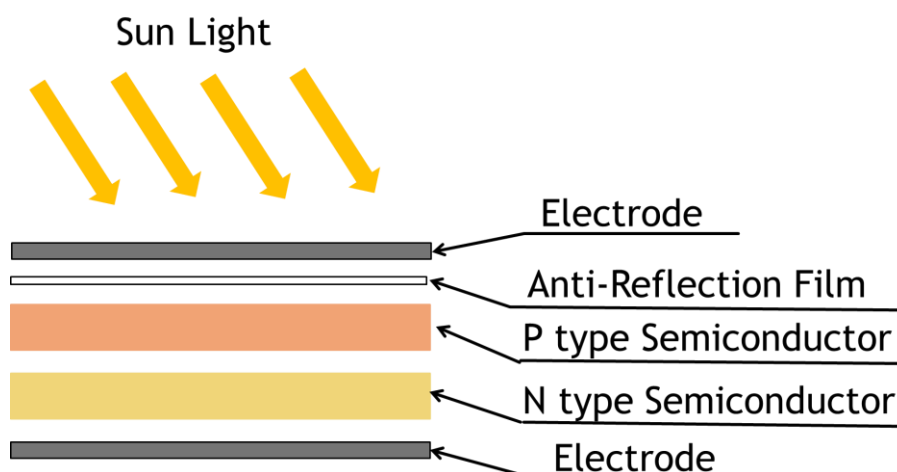 Sun Light
Electrode
Anti-Reflection Film
P type Semiconductor
N type Semiconductor
Electrode